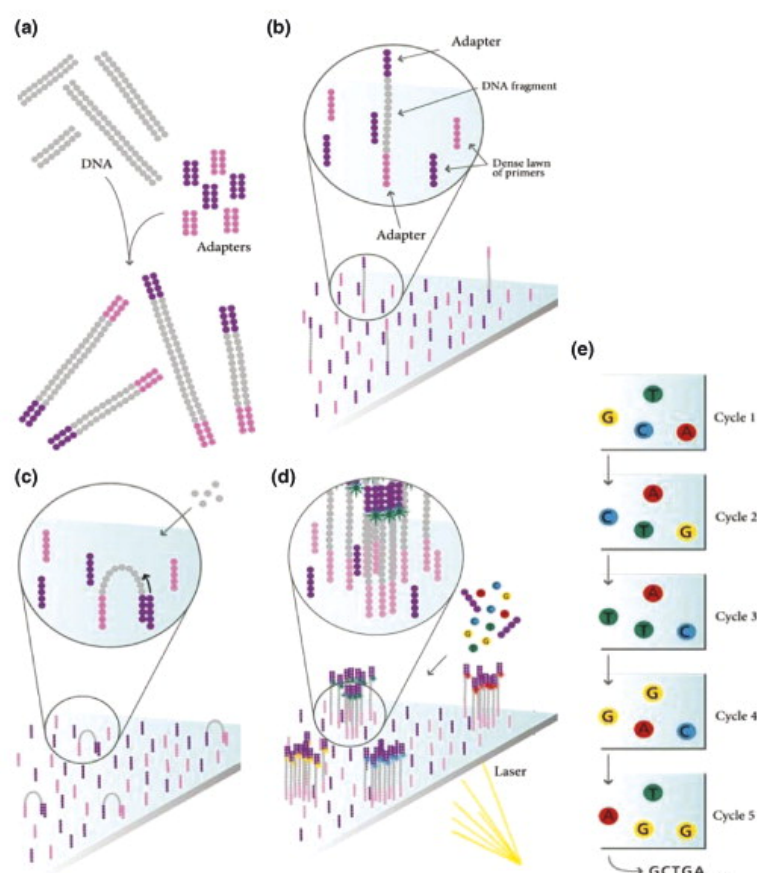 (a)
DNA
Adapters
(b)
Adapter
DNA fragment
Dense lawn
of primers
Adapter
(c)
(d)
Laser
(e)
T
G
C
A
Cycle 1
A
C
T
G
Cycle 2
A
T
T
C
Cycle 3
G
G
A
C
Cycle 4
T
A
G
G
Cycle 5
GCTGA